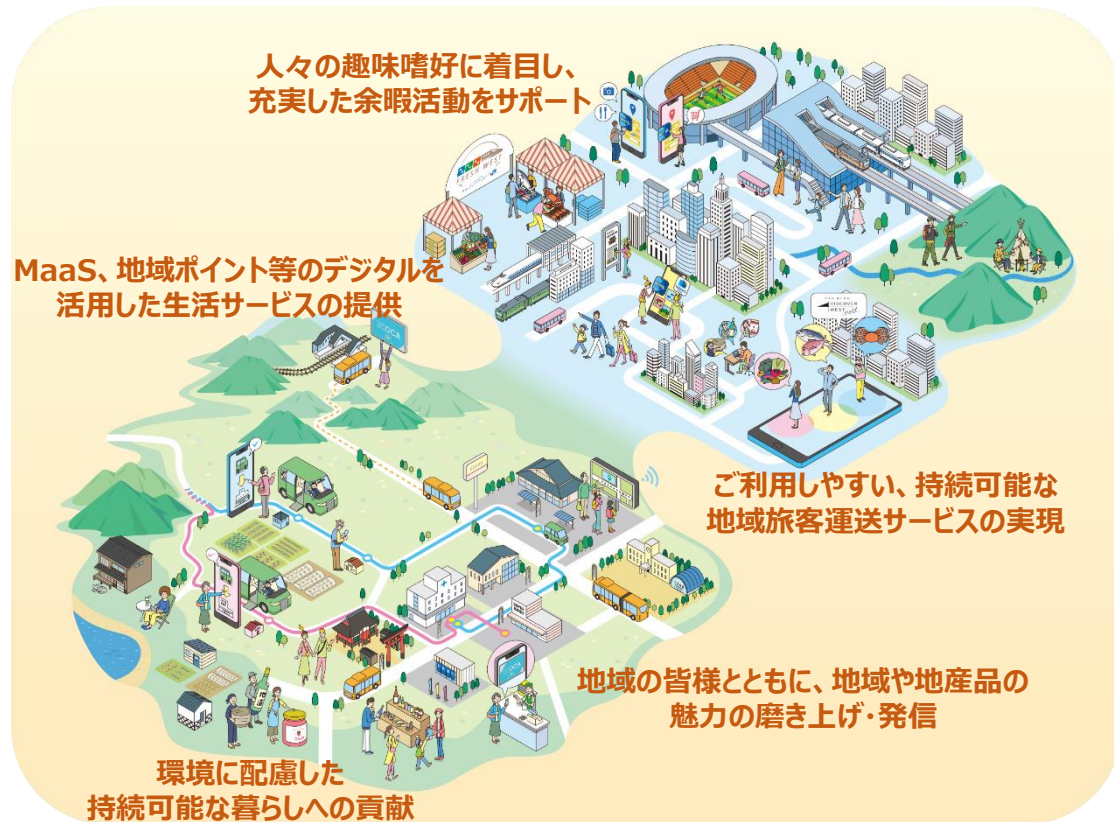 人々の趣味嗜好に着目し、
充実した余暇活動をサポート
FRESH WEST
MaaS、地域ポイント等のデジタルを
活用した生活サービスの提供
ICOCA
DISCOVER
WEST
mall
ご利用しやすい、持続可能な
地域旅客運送サービスの実現
地域の皆様とともに、地域や地産品の
魅力の磨き上げ・発信
環境に配慮した
持続可能な暮らしへの貢献